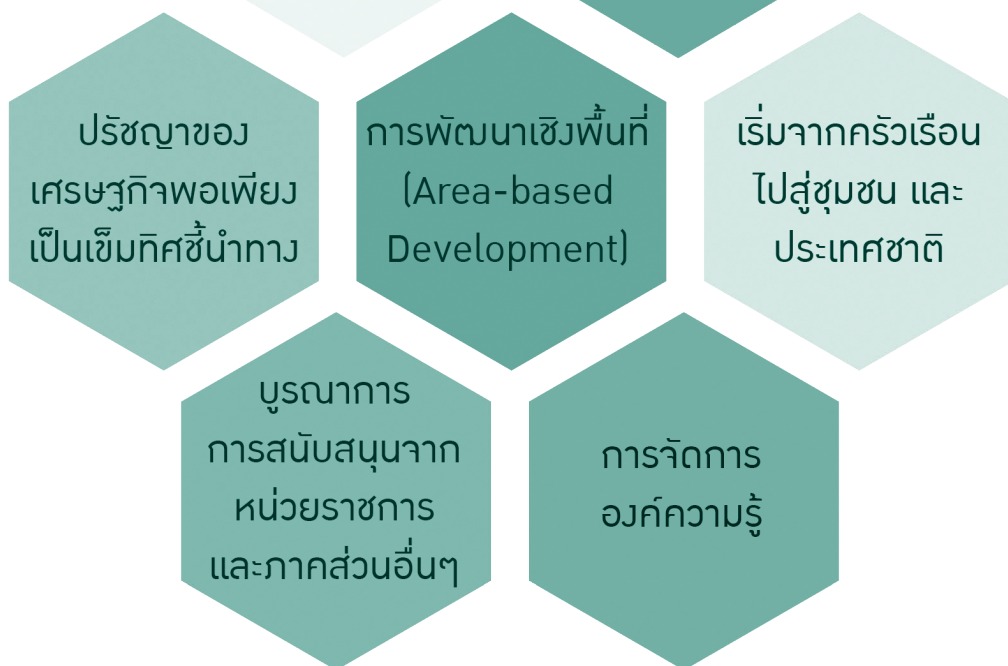 ปรัชญาของ
เศรษฐกิจพอเพียง
เป็นเข็มทิศชี้นำทาง
การพัฒนาเชิงพื้นที่
(Area-based
Development)
เริ่มจากครัวเรือน
ไปสู่ชุมชน และ
ประเทศชาติ
บูรณาการ
การสนับสนุนจาก
หน่วยราชการ
และภาคส่วนอื่นๆ
การจัดการ
องค์ความรู้